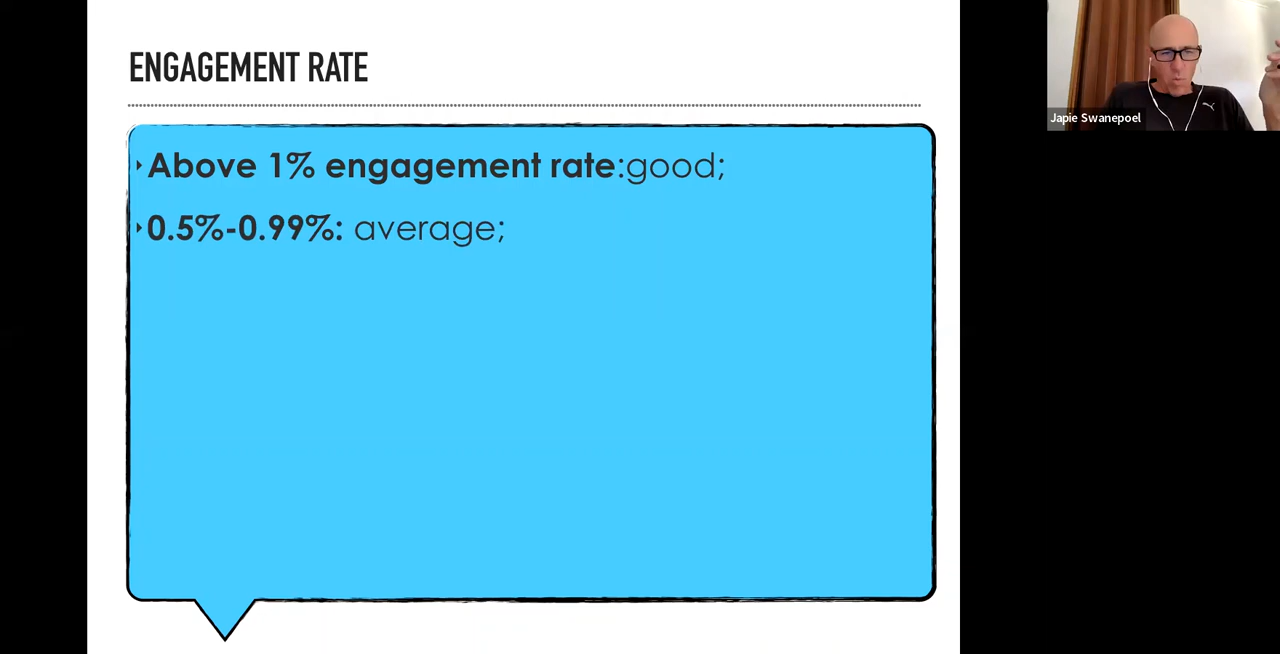 ENGAGEMENT RATE
Above 1% engagement rate:good;
0.5%-0.99%: average;
Japie Swanepoel